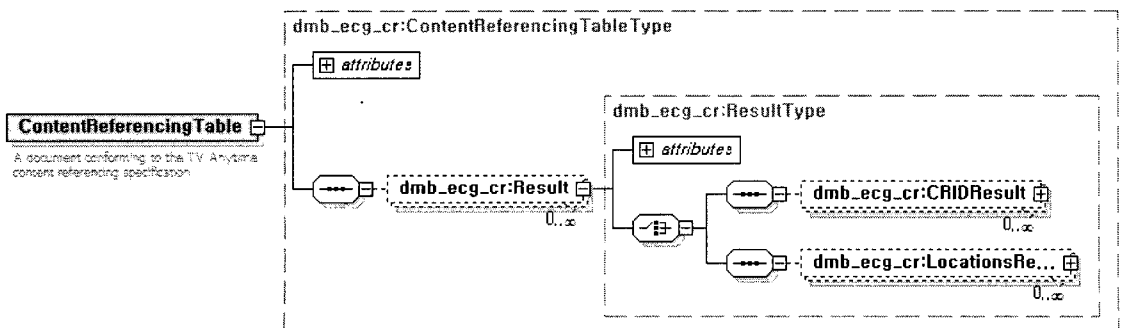 dmb_ecg_cr:ContentReferencingTableType
attributes
dmb_ecg_cr:ResultType
ContentReferencingTable
attributes
A document conforming to the TV Anytime
content referencing specification
dmb_ecg_cr:Result
dmb_ecg_cr:CRIDResult
0..∞
0..∞
dmb_ecg_cr:LocationsRe...
0..∞